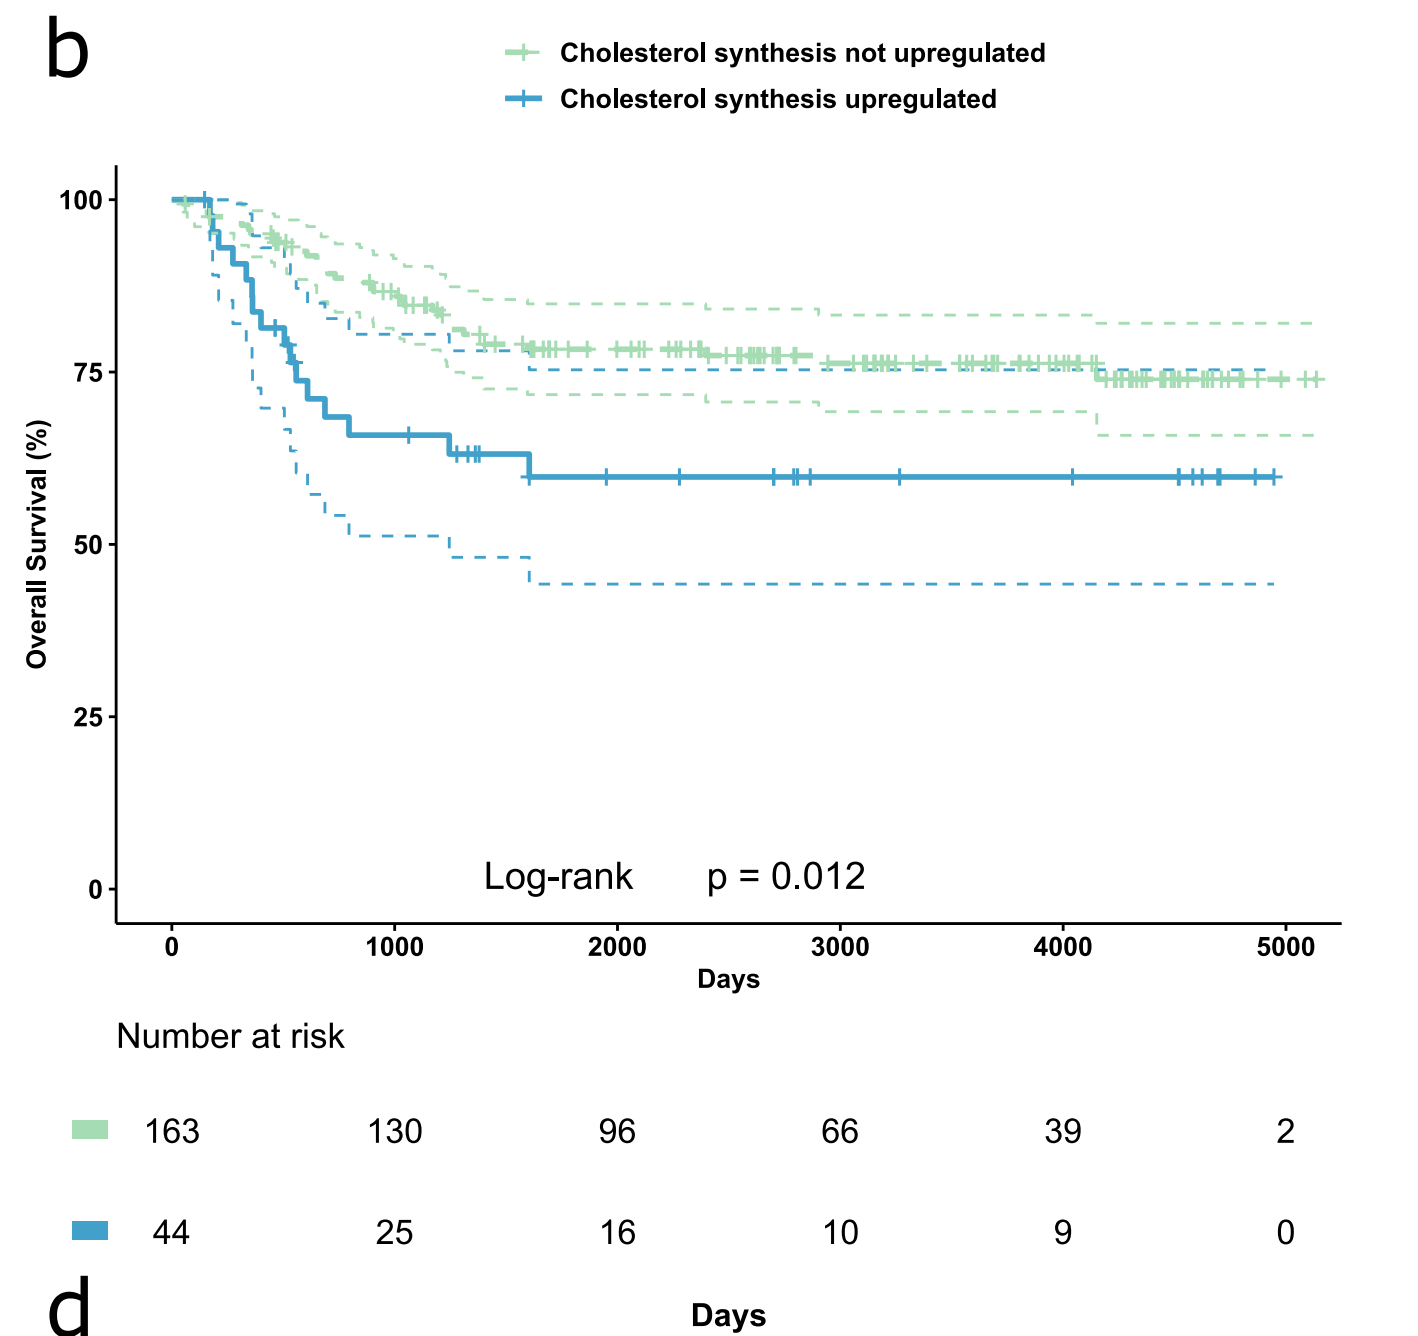 b
Cholesterol synthesis not upregulated
Cholesterol synthesis upregulated
100
75
50
25
0
Overall Survival (%)
Log-rank p = 0.012
0 1000 2000 3000 4000 5000
Days
Number at risk
163 130 96 66 39 2
44 25 16 10 9 0
d
Days